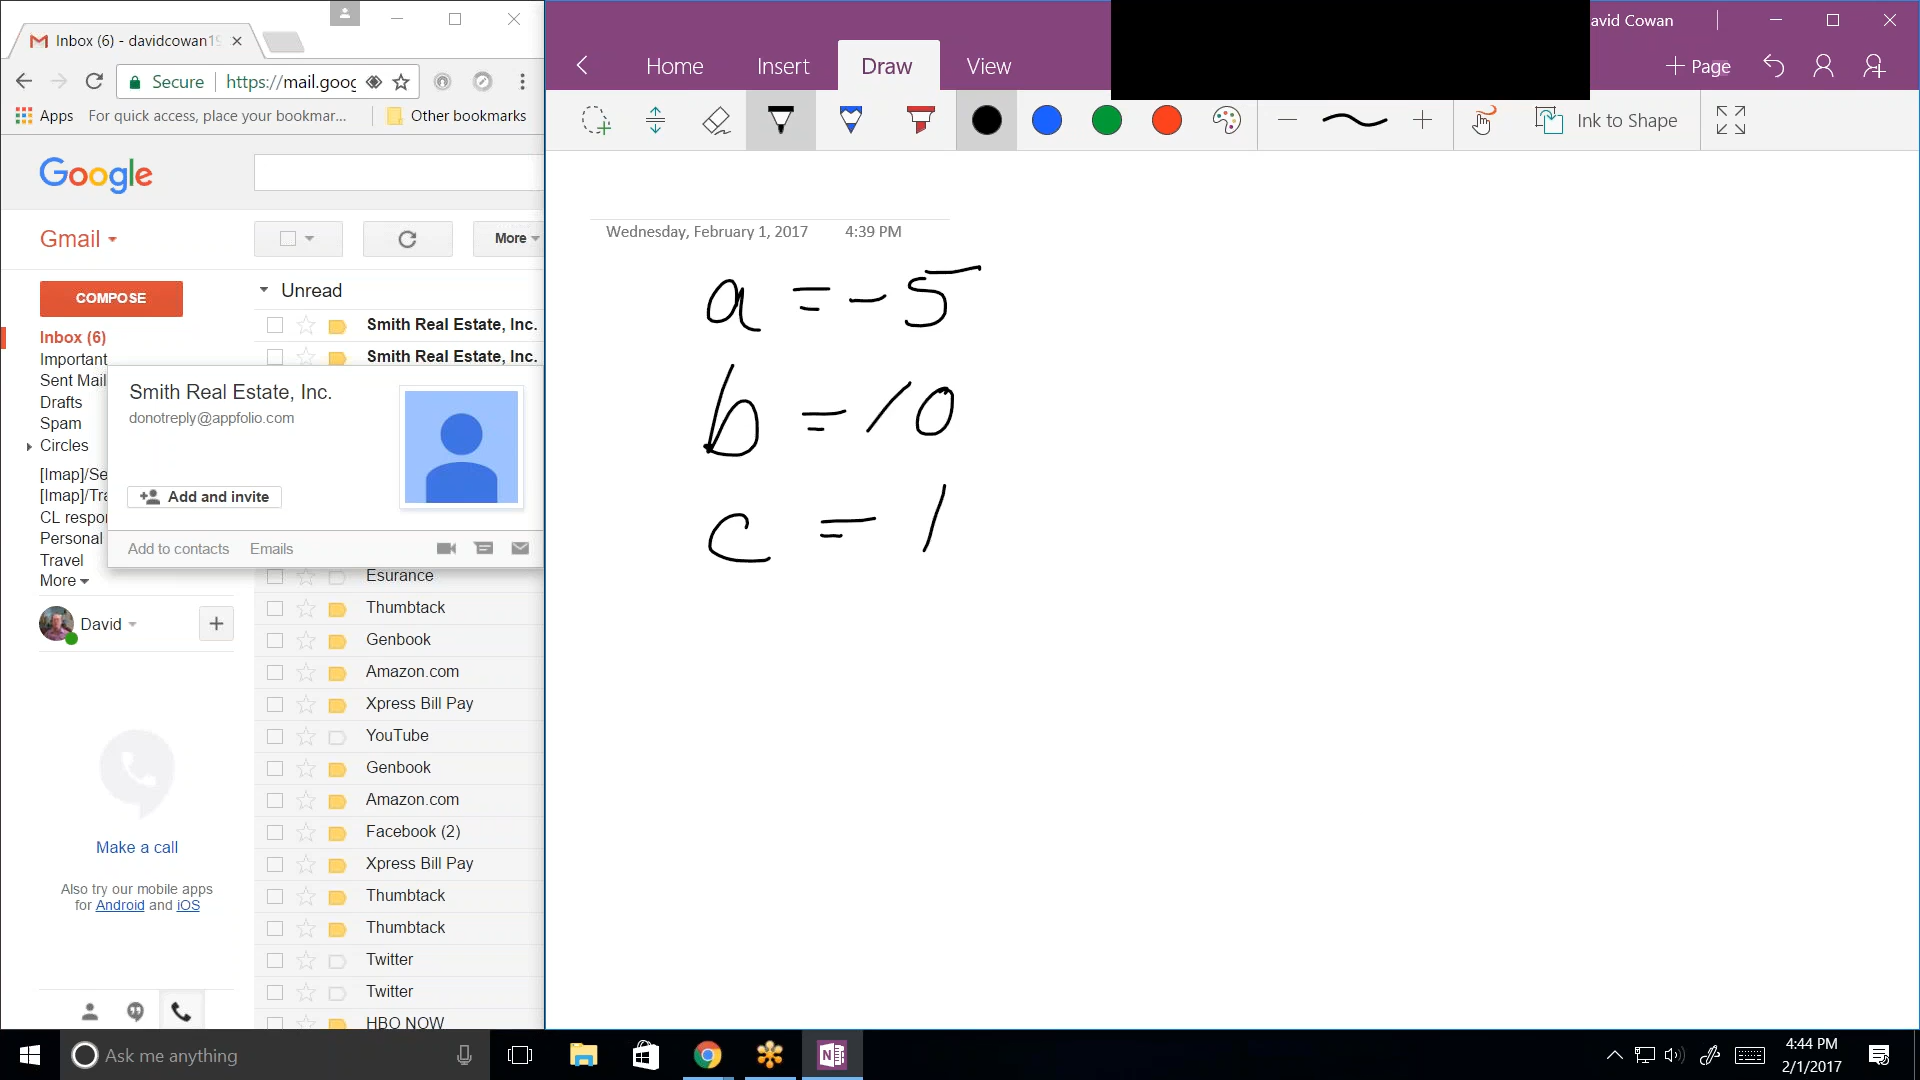 Inbox (6) - davidcowan19
Secure
https://mail.goog
Apps
For quick access, place your bookmar...
Other bookmarks
Google
Gmail
More
COMPOSE
Inbox (6)
Important
Sent Mail
Drafts
Spam
Circles
[Imap]/Se
[Imap]/Tra
CL respon
Personal
Travel
More
David
Make a call
Also try our mobile apps
for Android and iOS
Unread
Smith Real Estate, Inc.
Smith Real Estate, Inc.
Smith Real Estate, Inc.
donotreply@appfolio.com
Add and invite
Add to contacts
Emails
Esurance
Thumbtack
Genbook
Amazon.com
Xpress Bill Pay
YouTube
Genbook
Amazon.com
Facebook (2)
Xpress Bill Pay
Thumbtack
Thumbtack
Twitter
Twitter
HBO NOW
avid Cowan
Home
Insert
Draw
View
+ Page
Ink to Shape
Wednesday, February 1, 2017
4:39 PM
a = -5
b = 10
c = 1
Ask me anything
N
4:44 PM
2/1/2017